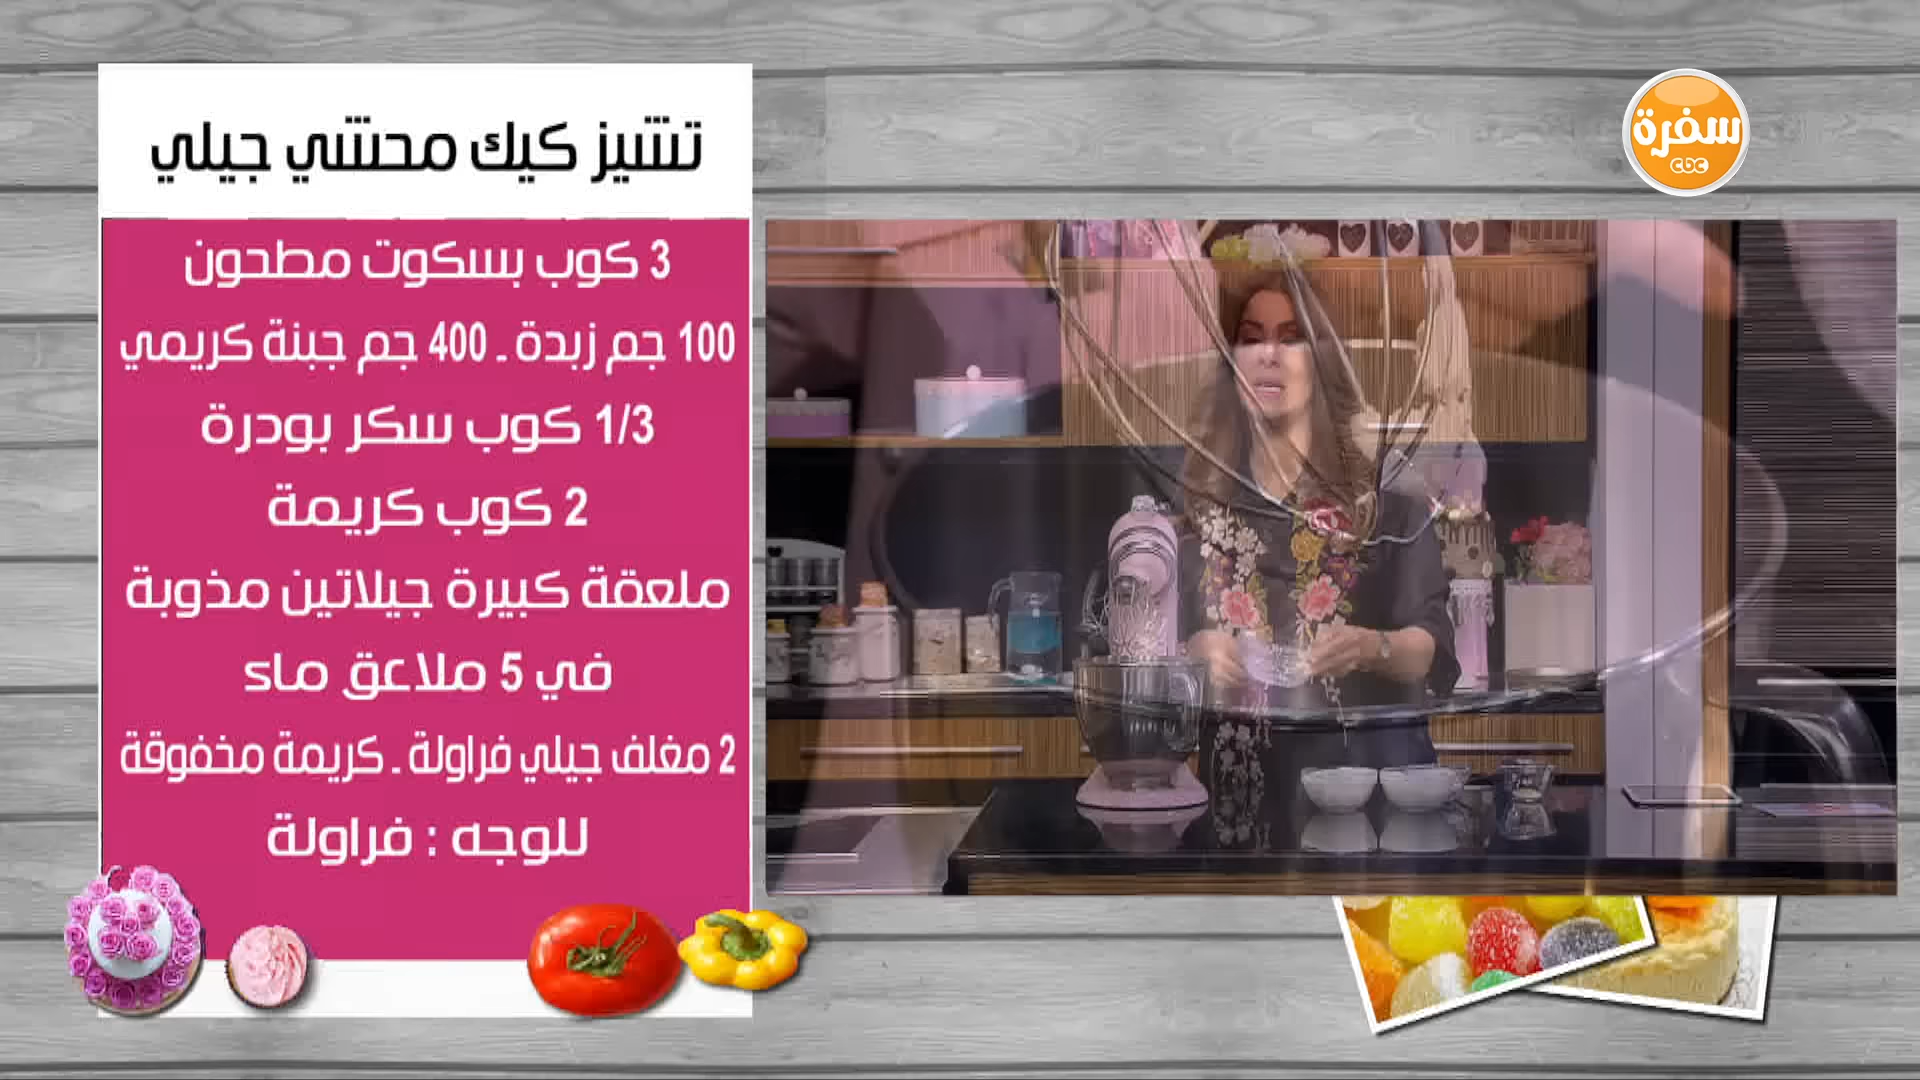 سفرة
cbc
تشيز كيك محشي جيلي
3 كوب بسكوت مطحون
100 جم زبدة ـ 400 جم جبنة كريمي
1/3 كوب سكر بودرة
2 كوب كريمة
ملعقة كبيرة جيلاتين مذوبة
في 5 ملاعق ماء
2 مغلف جيلي فراولة ـ كريمة مخفوقة
للوجه : فراولة